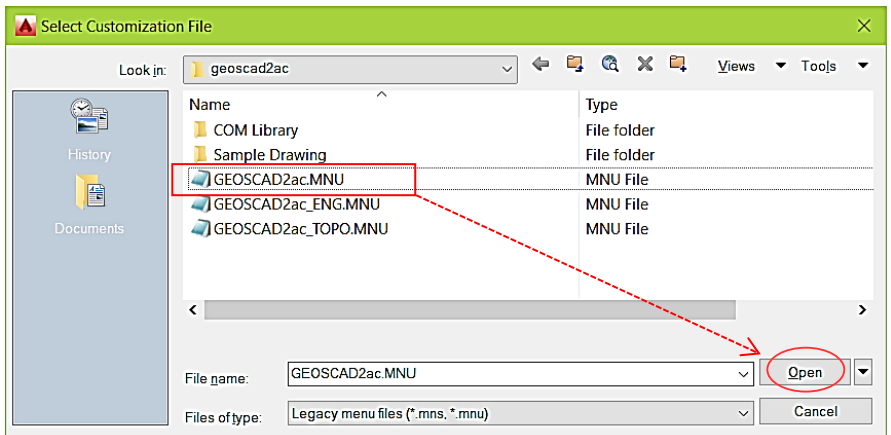 Select Customization File
Look in: geoscad2ac Views Tools
History
Documents
Name Type
COM Library File folder
Sample Drawing File folder
GEOSCAD2ac.MNU MNU File
GEOSCAD2ac_ENG.MNU MNU File
GEOSCAD2ac_TOPO.MNU MNU File
File name: GEOSCAD2ac.MNU Open
Files of type: Legacy menu files (*.mns, *.mnu) Cancel